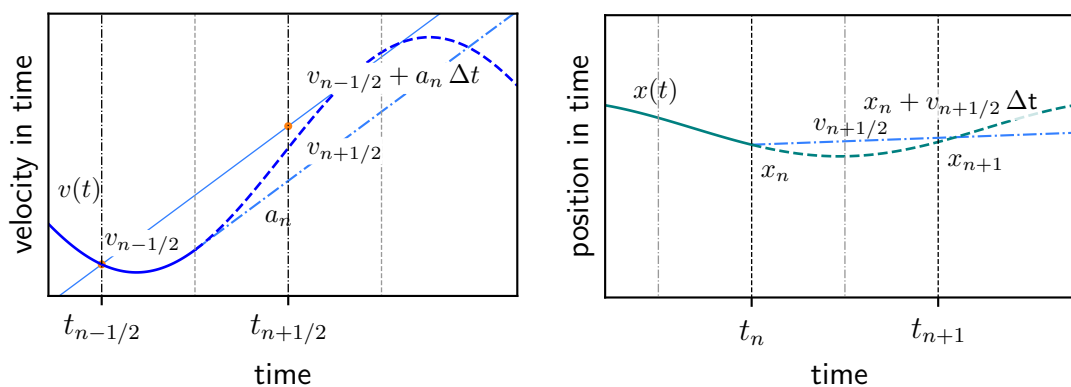 velocity in time
v(t)
v_{n−1/2}
v_{n−1/2} + a_n Δt
v_{n+1/2}
a_n
t_{n−1/2}
t_{n+1/2}
time
position in time
x(t)
x_n + v_{n+1/2} Δt
v_{n+1/2}
x_n
x_{n+1}
t_n
t_{n+1}
time